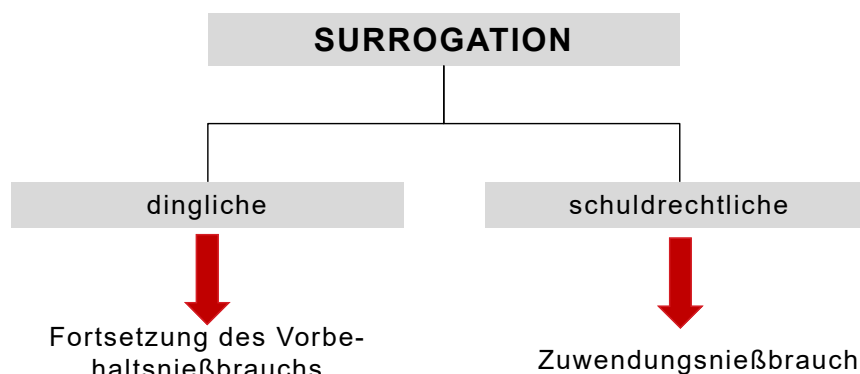 SURROGATION
dingliche
schuldrechtliche
Fortsetzung des Vorbe-
haltsnießbrauchs
Zuwendungsnießbrauch